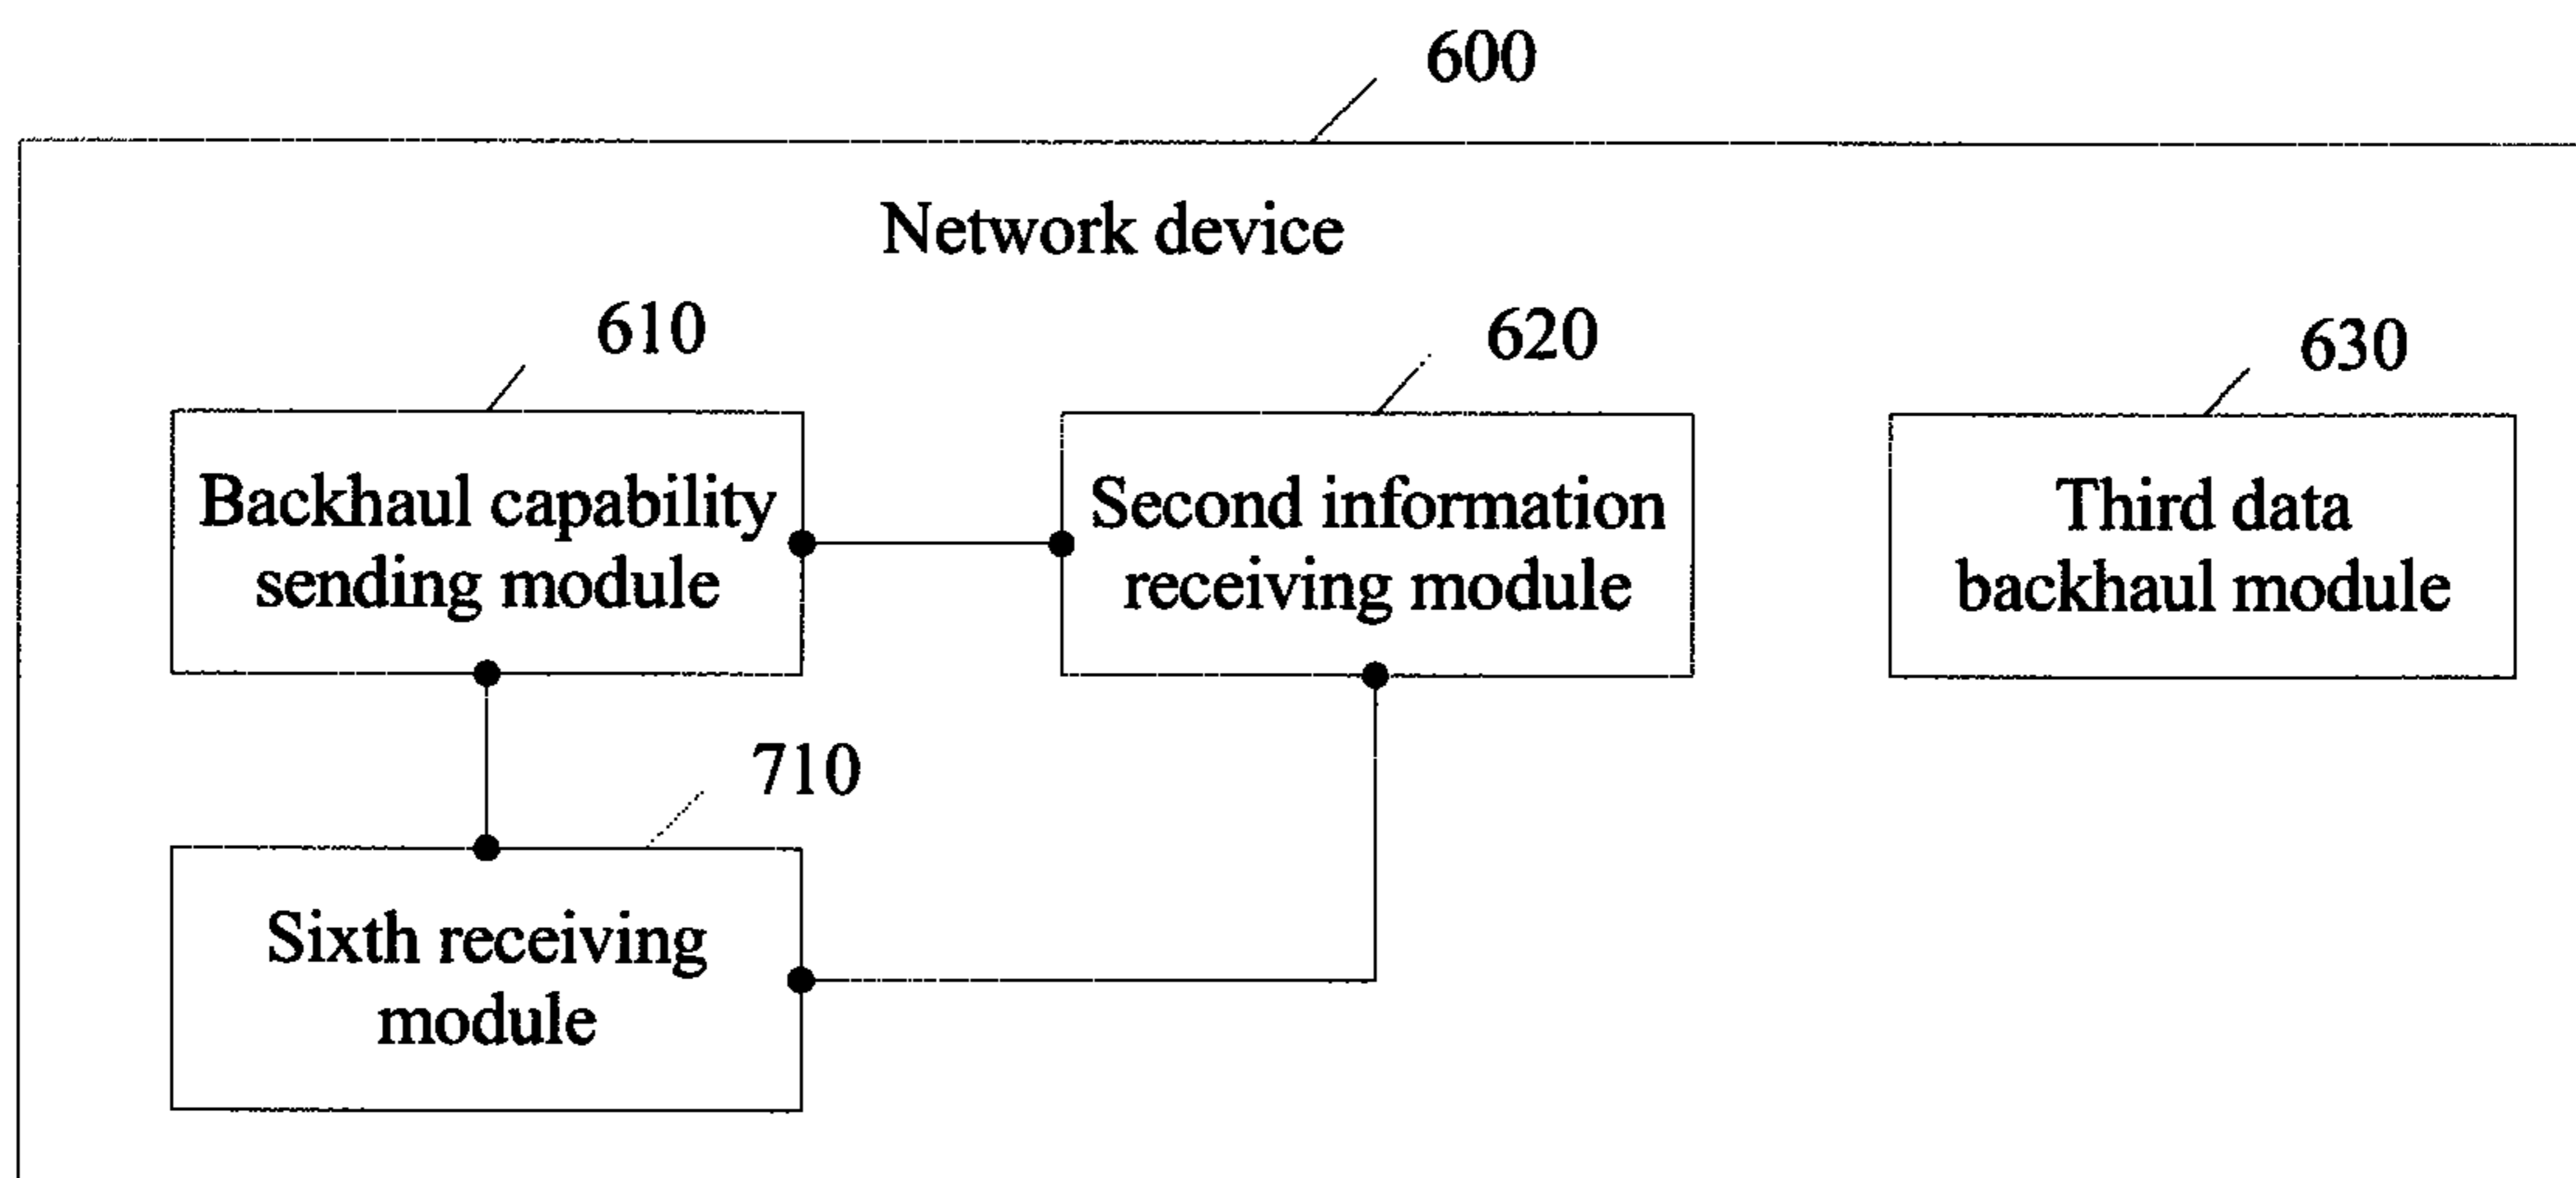 600
Network device
610
620
630
Backhaul capability
sending module
Second information
receiving module
Third data
backhaul module
710
Sixth receiving
module